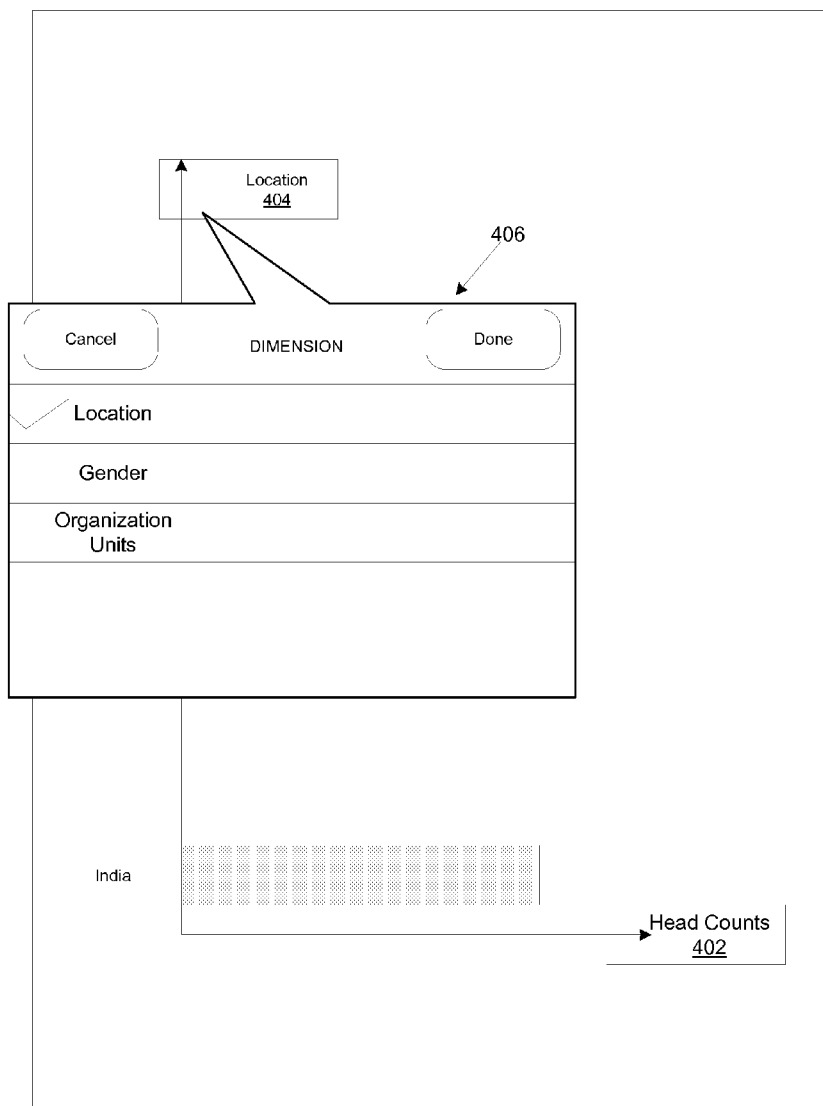 Location
404
406
Cancel
DIMENSION
Done
Location
Gender
Organization
Units
India
Head Counts
402